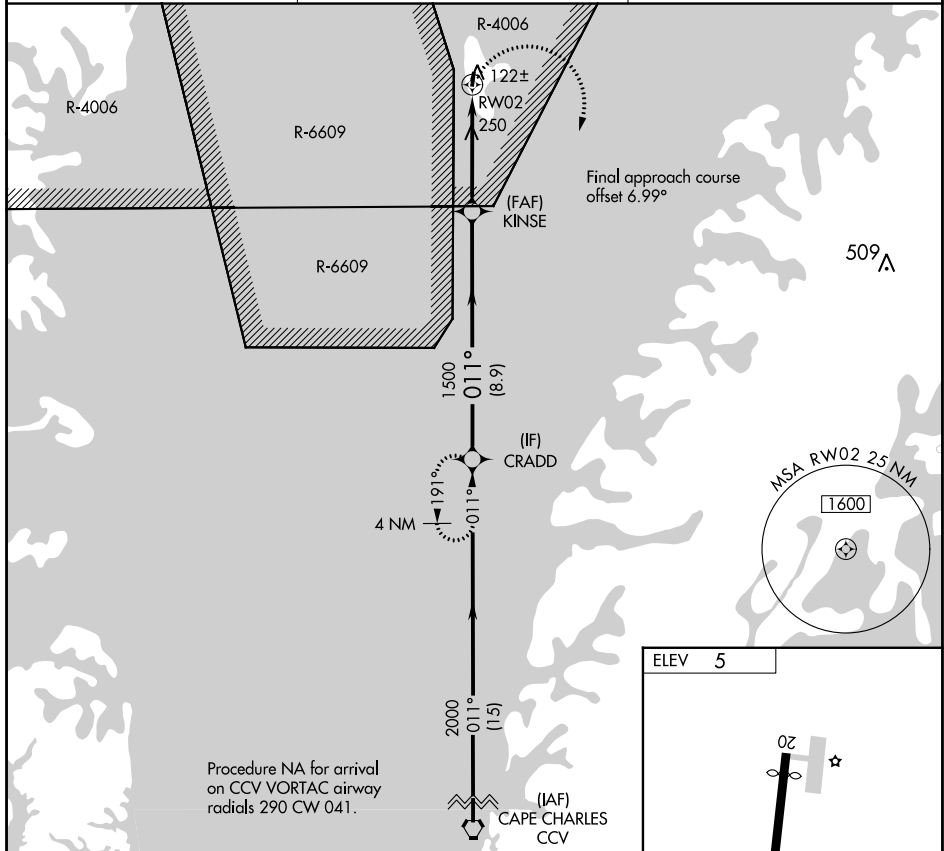 R-4006
R-4006
122±
RW02
250
R-6609
Final approach course
offset 6.99°
(FAF)
KINSE
509
R-6609
1500
011°
(8.9)
(IF)
CRADD
191°
011°
4 NM
MSA RW02 25 NM
1600
ELEV 5
2000
011°
(15)
20
Procedure NA for arrival
on CCV VORTAC airway
radials 290 CW 041.
(IAF)
CAPE CHARLES
CCV